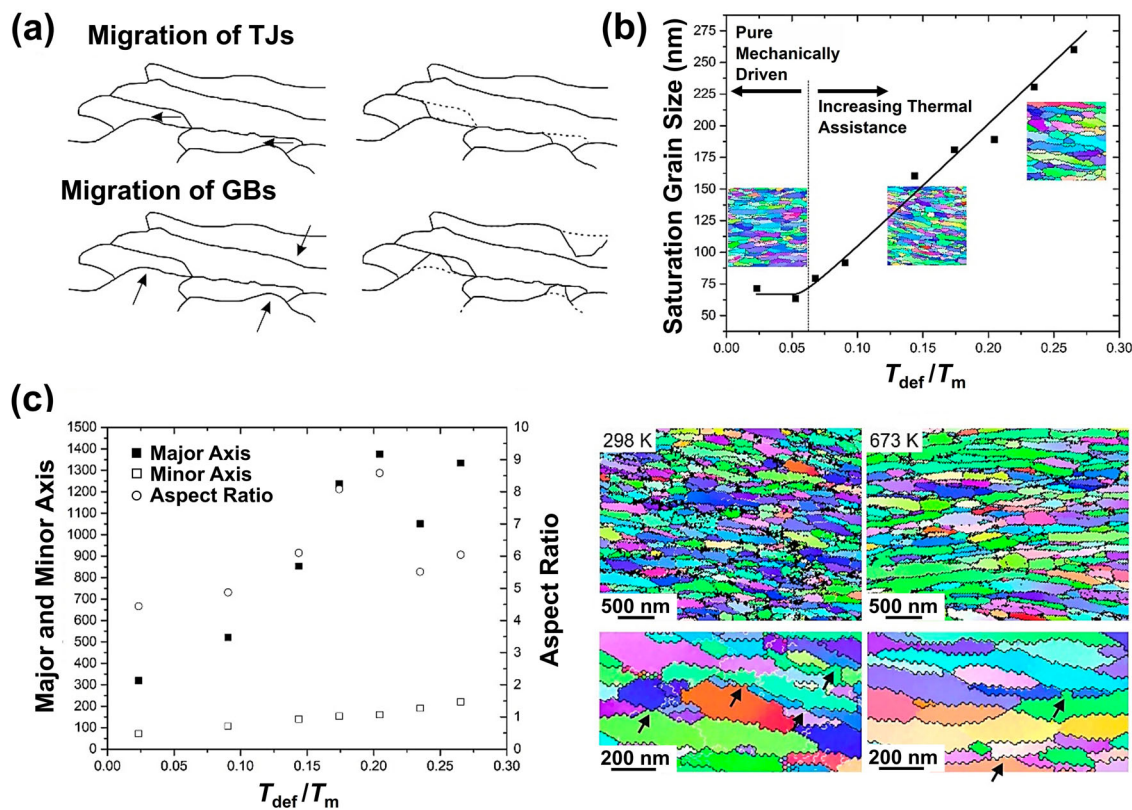 (a)
Migration of TJs
Migration of GBs
(b)
Saturation Grain Size (nm)
275
250
225
200
175
150
125
100
75
50
Pure
Mechanically
Driven
Increasing Thermal
Assistance
0.00 0.05 0.10 0.15 0.20 0.25 0.30
Tdef/Tm
(c)
Major and Minor Axis
1500
1400
1300
1200
1100
1000
900
800
700
600
500
400
300
200
100
0
Major Axis
Minor Axis
Aspect Ratio
10
9
8
7
6
5
4
3
2
1
0
Aspect Ratio
0.00 0.05 0.10 0.15 0.20 0.25 0.30
Tdef/Tm
298 K
673 K
500 nm
500 nm
200 nm
200 nm